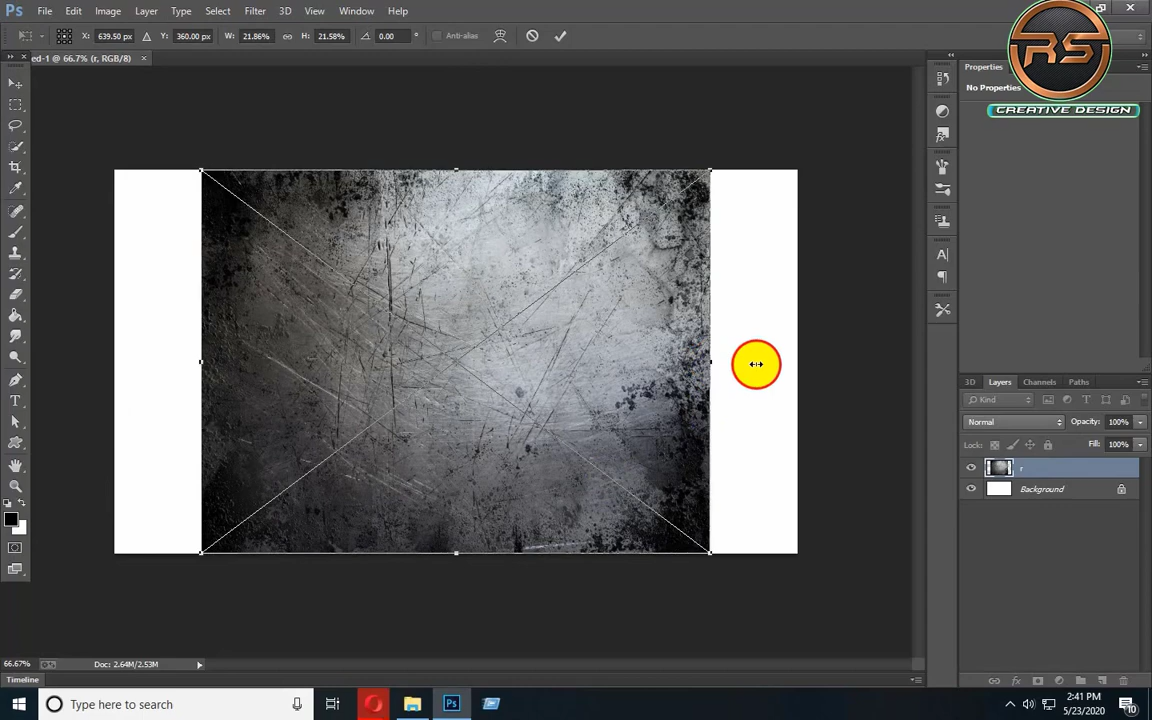 Ps File Edit Image Layer Type Select Filter 3D View Window Help
X: 639.50 px Y: 360.00 px W: 21.86% H: 21.58% 0.00 ° Anti-alias
ed-1 @ 66.7% (r, RGB/8) ×
RS
CREATIVE DESIGN
Properties
No Properties
3D Layers Channels Paths
Kind
Normal Opacity: 100%
Lock: Fill: 100%
r
Background
66.67% Doc: 2.64M/2.53M
Timeline
Type here to search
Ps
2:41 PM
5/23/2020
10